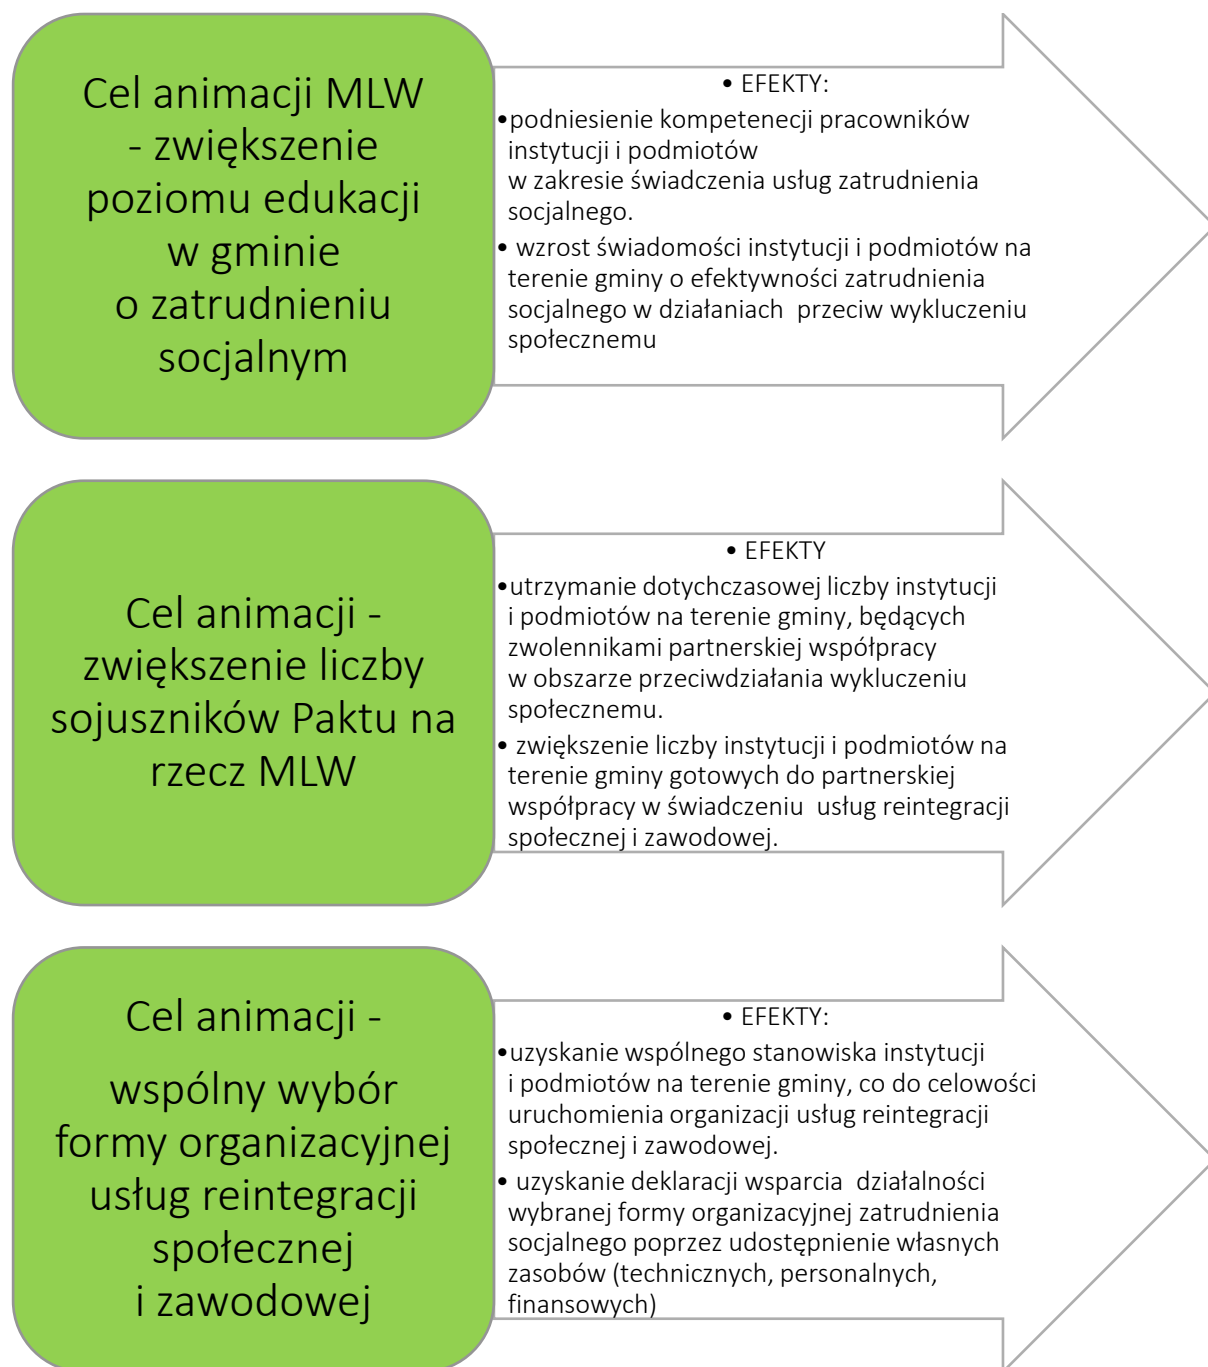 Cel animacji MLW
- zwiększenie
poziomu edukacji
w gminie
o zatrudnieniu
socjalnym
• EFEKTY:
•podniesienie kompetenecji pracowników
instytucji i podmiotów
w zakresie świadczenia usług zatrudnienia
socjalnego.
• wzrost świadomości instytucji i podmiotów na
terenie gminy o efektywności zatrudnienia
socjalnego w działaniach  przeciw wykluczeniu
społecznemu
Cel animacji -
zwiększenie liczby
sojuszników Paktu na
rzecz MLW
• EFEKTY
•utrzymanie dotychczasowej liczby instytucji
i podmiotów na terenie gminy, będących
zwolennikami partnerskiej współpracy
w obszarze przeciwdziałania wykluczeniu
społecznemu.
• zwiększenie liczby instytucji i podmiotów na
terenie gminy gotowych do partnerskiej
współpracy w świadczeniu  usług reintegracji
społecznej i zawodowej.
Cel animacji -
wspólny wybór
formy organizacyjnej
usług reintegracji
społecznej
i zawodowej
• EFEKTY:
•uzyskanie wspólnego stanowiska instytucji
i podmiotów na terenie gminy, co do celowości
uruchomienia organizacji usług reintegracji
społecznej i zawodowej.
• uzyskanie deklaracji wsparcia  działalności
wybranej formy organizacyjnej zatrudnienia
socjalnego poprzez udostępnienie własnych
zasobów (technicznych, personalnych,
finansowych)